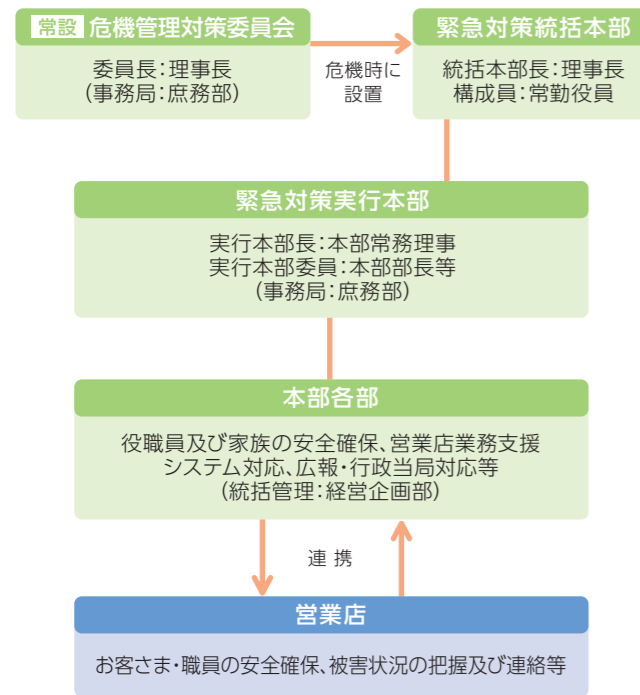 常設 危機管理対策委員会
委員長:理事長
(事務局:庶務部)
危機時に
設置
緊急対策統括本部
統括本部長:理事長
構成員:常勤役員
緊急対策実行本部
実行本部長:本部常務理事
実行本部委員:本部部長等
(事務局:庶務部)
本部各部
役職員及び家族の安全確保、営業店業務支援
システム対応、広報・行政当局対応等
(統括管理:経営企画部)
連携
営業店
お客さま・職員の安全確保、被害状況の把握及び連絡等